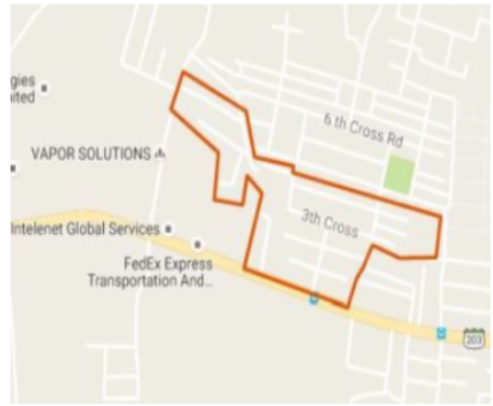 gies
ited
6 th Cross Rd
VAPOR SOLUTIONS
3th Cross
Intelenet Global Services
FedEx Express
Transportation And...
203